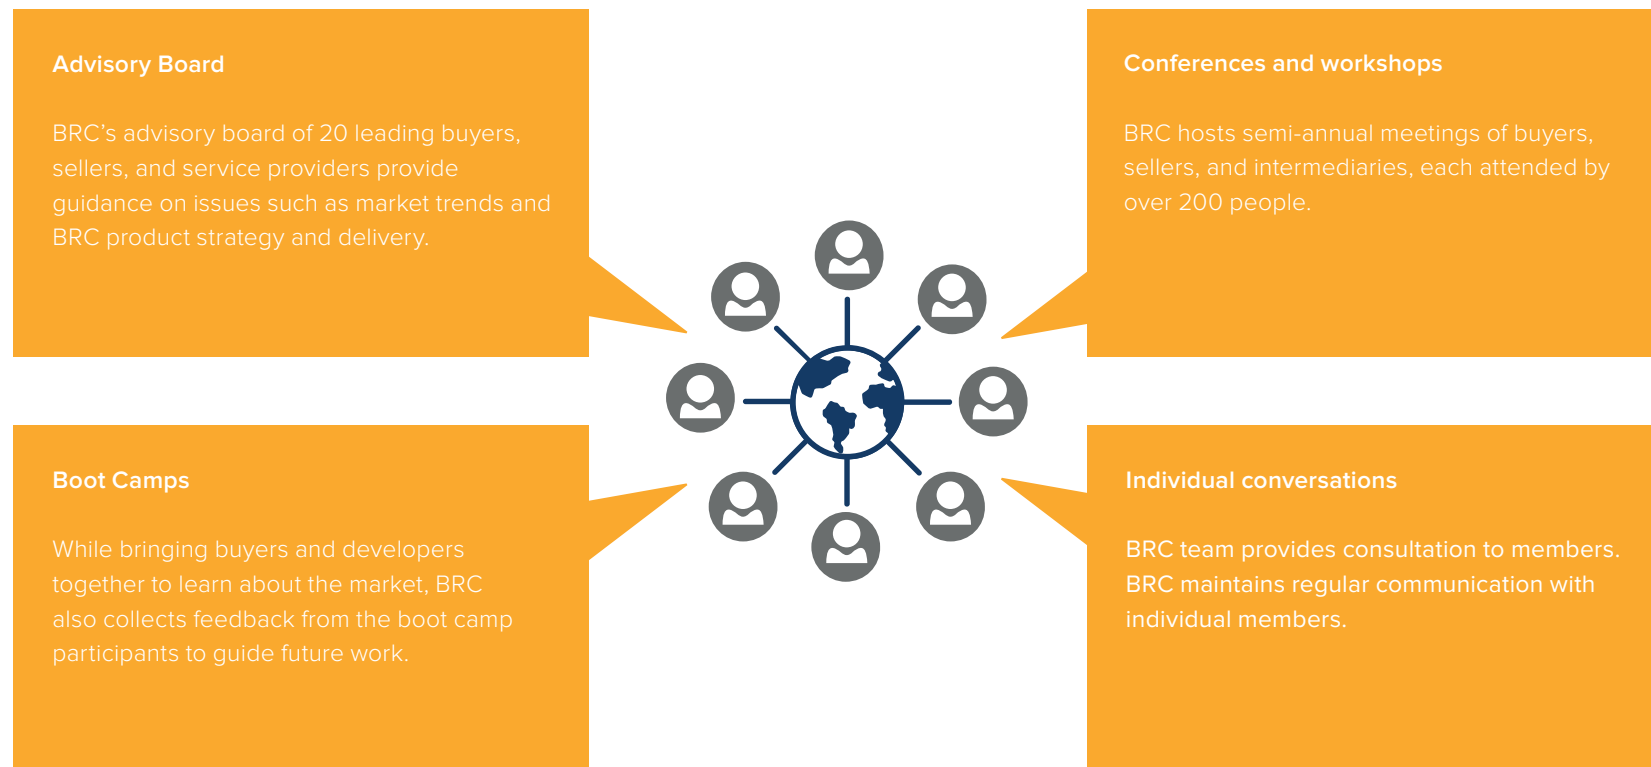 Advisory Board
BRC’s advisory board of 20 leading buyers,
sellers, and service providers provide
guidance on issues such as market trends and
BRC product strategy and delivery.
Conferences and workshops
BRC hosts semi-annual meetings of buyers,
sellers, and intermediaries, each attended by
over 200 people.
Boot Camps
While bringing buyers and developers
together to learn about the market, BRC
also collects feedback from the boot camp
participants to guide future work.
Individual conversations
BRC team provides consultation to members.
BRC maintains regular communication with
individual members.